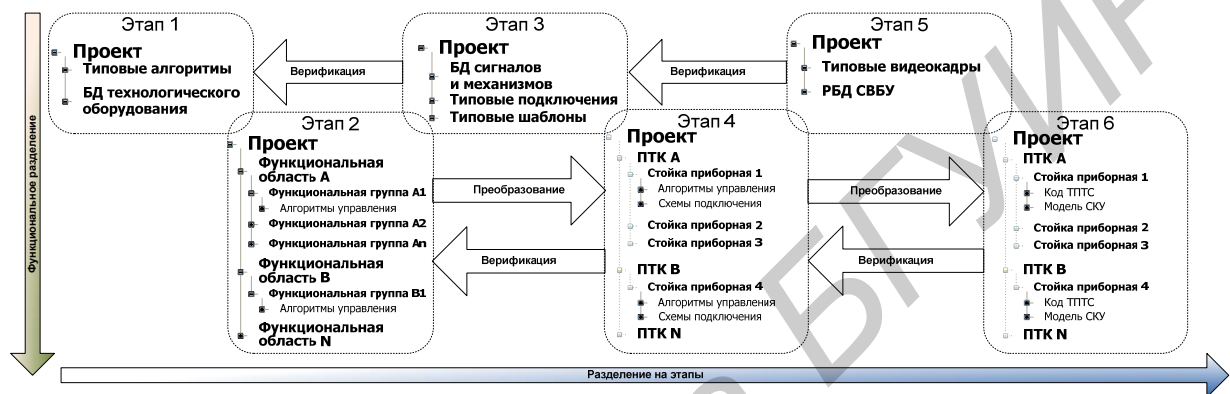 Этап 1
Проект
Типовые алгоритмы
БД технологического
оборудования
Верификация
Этап 3
Проект
БД сигналов
и механизмов
Типовые подключения
Типовые шаблоны
Верификация
Этап 5
Проект
Типовые видеокадры
РБД СВБУ
Функциональное разделение
Этап 2
Проект
Функциональная
область А
Функциональная группа А1
Алгоритмы управления
Функциональная группа А2
Функциональная группа Аn
Функциональная
область В
Функциональная группа В1
Алгоритмы управления
Функциональная
область N
Преобразование
Верификация
Этап 4
Проект
ПТК А
Стойка приборная 1
Алгоритмы управления
Схемы подключения
Стойка приборная 2
Стойка приборная 3
ПТК В
Стойка приборная 4
Алгоритмы управления
Схемы подключения
ПТК N
Преобразование
Верификация
Этап 6
Проект
ПТК А
Стойка приборная 1
Код ТПТС
Модель СКУ
Стойка приборная 2
Стойка приборная 3
ПТК В
Стойка приборная 4
Код ТПТС
Модель СКУ
ПТК N
Разделение на этапы
БГУИР